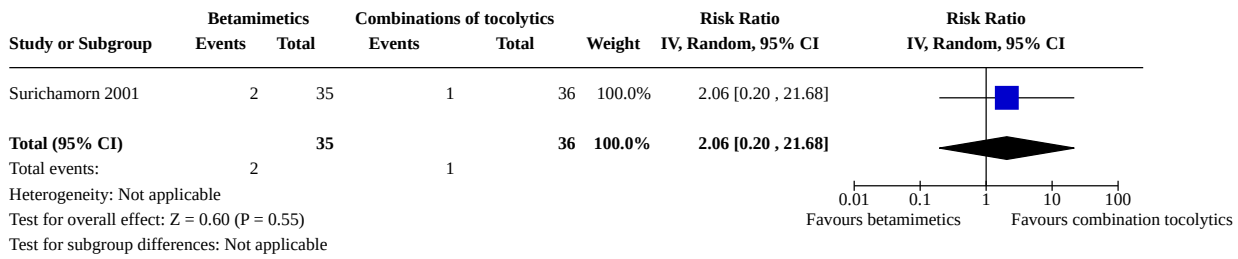 Betamimetics Combinations of tocolytics Risk Ratio Risk Ratio
Study or Subgroup Events Total Events Total Weight IV, Random, 95% CI IV, Random, 95% CI
Surichamorn 2001 2 35 1 36 100.0% 2.06 [0.20 , 21.68]
Total (95% CI) 35 36 100.0% 2.06 [0.20 , 21.68]
Total events: 2 1
Heterogeneity: Not applicable
0.01 0.1 1 10 100
Test for overall effect: Z = 0.60 (P = 0.55)
Favours betamimetics Favours combination tocolytics
Test for subgroup differences: Not applicable